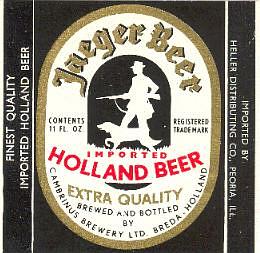 FINEST QUALITY
IMPORTED HOLLAND BEER
Jaeger Beer
CONTENTS
11 FL. OZ
REGISTERED
TRADEMARK
IMPORTED
HOLLAND BEER
EXTRA QUALITY
BREWED AND BOTTLED
BY
CAMBRINUS BREWERY LTD. BREDA-HOLLAND
IMPORTED BY
HELLER DISTRIBUTING CO., PEORIA, ILL.